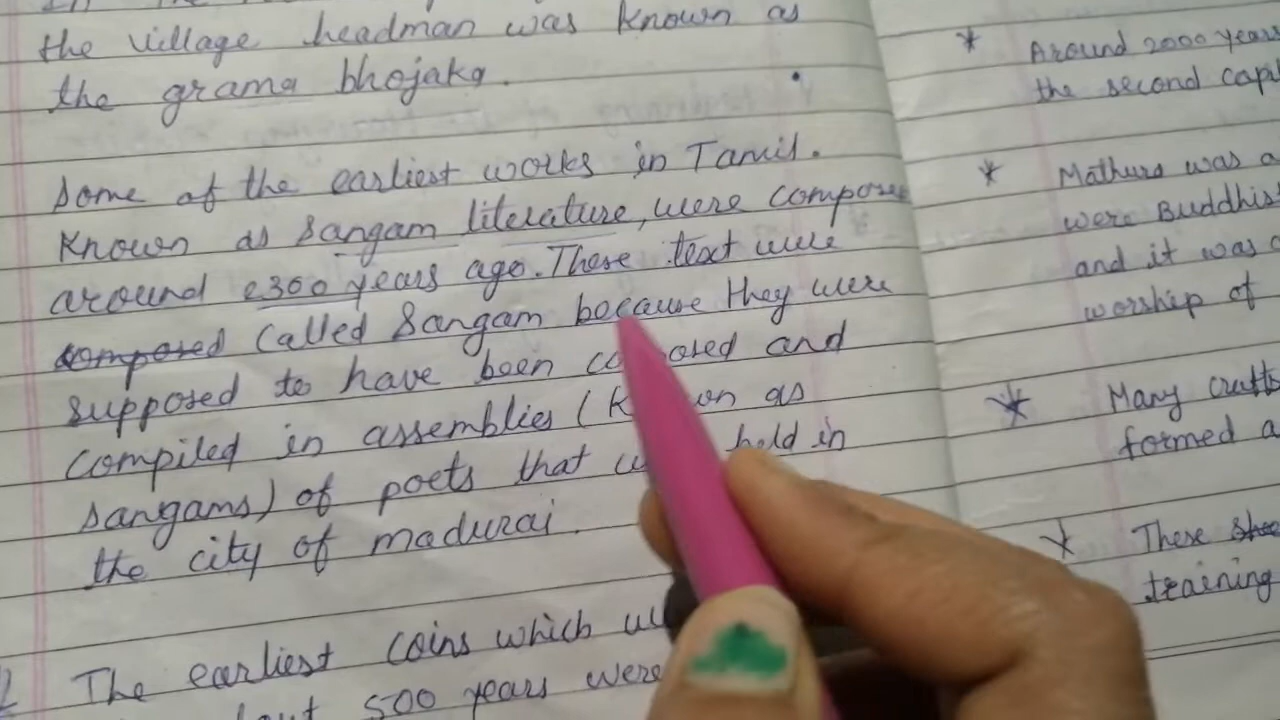 the village headman was known as
the grama bhojaka.
Some of the earliest works in Tamil.
Known as Sangam literature, were compose
around 2300 years ago. These text were
composed called Sangam because they were
supposed to have been and
compiled in assemblies ( as
sangams) of poets that held in
the city of madurai.
The earliest coins which
500 years were
* Around 2000 years
the second
* Mathura was a
were
and it was
worship of
* Many crafts
formed a
* These
training